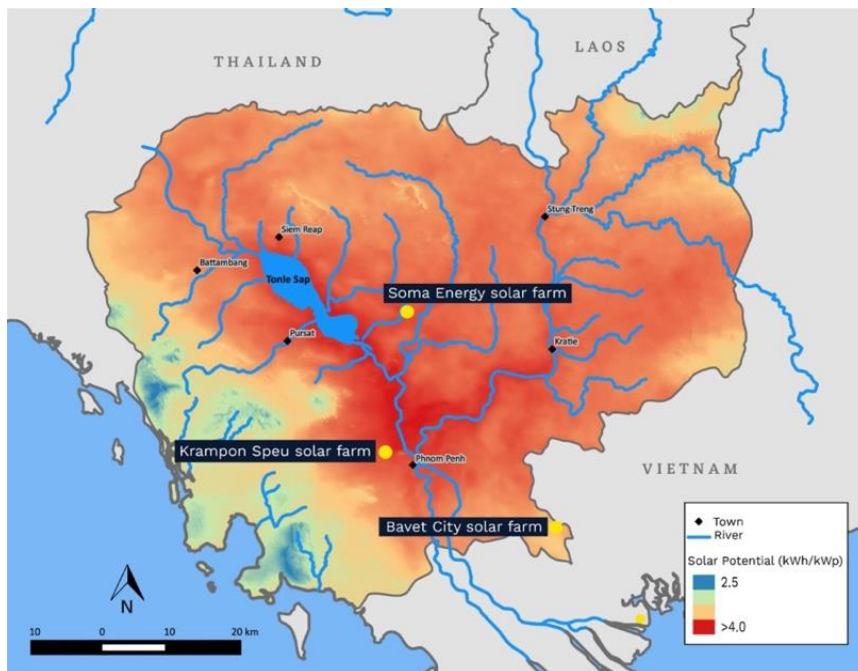 THAILAND
LAOS
Stung Treng
Siem Reap
Battambang
Tonle Sap
Soma Energy solar farm
Pursat
Kratie
Krampon Speu solar farm
Phnom Penh
VIETNAM
Bavet City solar farm
Town
River
Solar Potential (kWh/kWp)
2.5
>4.0
N
10 0 10 20 km